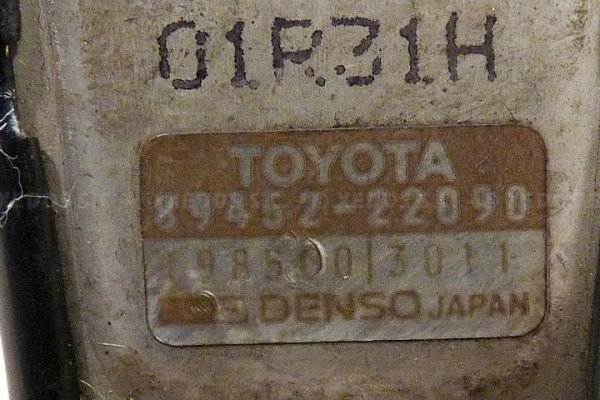 01R31H
TOYOTA
89452-22090
198500|3011
DENSO JAPAN